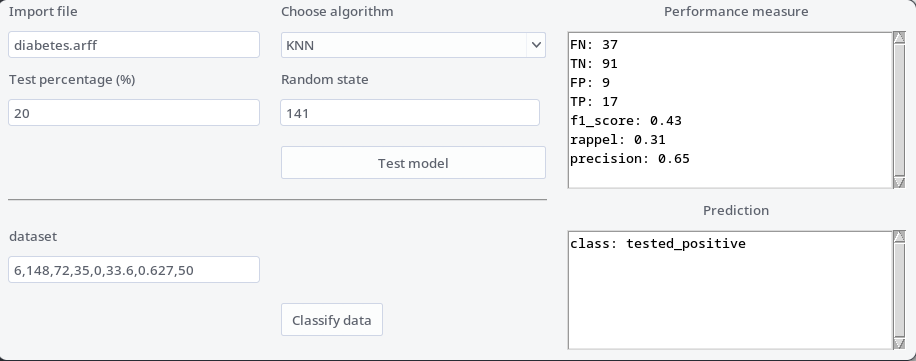 Import file
diabetes.arff
Test percentage (%)
20
Choose algorithm
KNN
Random state
141
Test model
dataset
6,148,72,35,0,33.6,0.627,50
Classify data
Performance measure
FN: 37
TN: 91
FP: 9
TP: 17
f1_score: 0.43
rappel: 0.31
precision: 0.65
Prediction
class: tested_positive